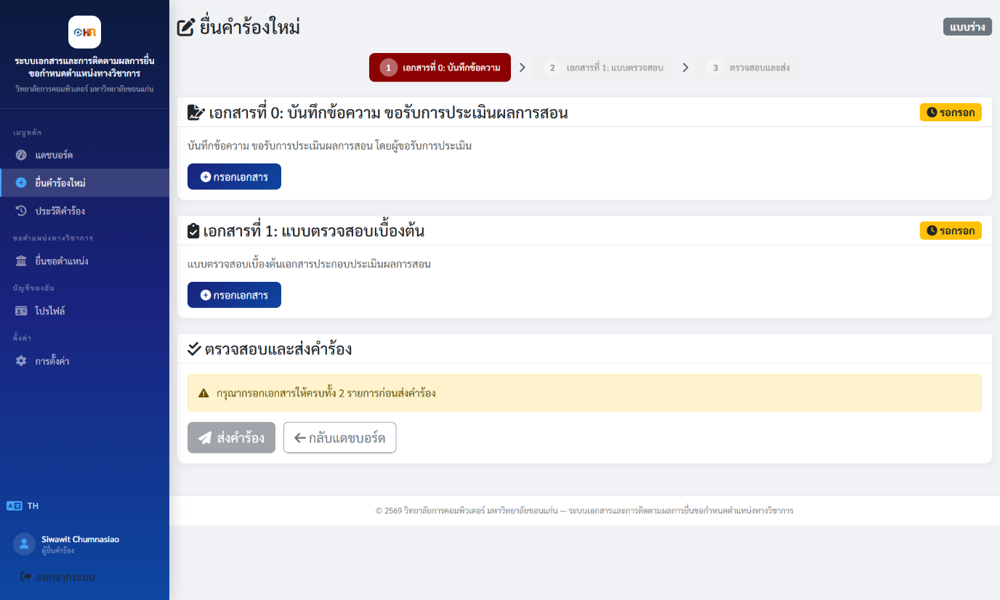 CHR
ระบบเอกสารและการติดตามผลการยื่น
ขอกำหนดตำแหน่งทางวิชาการ
วิทยาลัยการคอมพิวเตอร์ มหาวิทยาลัยขอนแก่น
เมนูหลัก
แดชบอร์ด
ยื่นคำร้องใหม่
ประวัติคำร้อง
ขอตำแหน่งทางวิชาการ
ยื่นขอตำแหน่ง
บัญชีของฉัน
โปรไฟล์
ตั้งค่า
การตั้งค่า
TH
Siwawit Chumnasiao
ผู้ยื่นคำร้อง
ออกจากระบบ
ยื่นคำร้องใหม่
แบบร่าง
1 เอกสารที่ 0: บันทึกข้อความ
2 เอกสารที่ 1: แบบตรวจสอบ
3 ตรวจสอบและส่ง
เอกสารที่ 0: บันทึกข้อความ ขอรับการประเมินผลการสอน
รอกรอก
บันทึกข้อความ ขอรับการประเมินผลการสอน โดยผู้ขอรับการประเมิน
กรอกเอกสาร
เอกสารที่ 1: แบบตรวจสอบเบื้องต้น
รอกรอก
แบบตรวจสอบเบื้องต้นเอกสารประกอบประเมินผลการสอน
กรอกเอกสาร
ตรวจสอบและส่งคำร้อง
กรุณากรอกเอกสารให้ครบทั้ง 2 รายการก่อนส่งคำร้อง
ส่งคำร้อง
กลับแดชบอร์ด
© 2569 วิทยาลัยการคอมพิวเตอร์ มหาวิทยาลัยขอนแก่น — ระบบเอกสารและการติดตามผลการยื่นขอกำหนดตำแหน่งทางวิชาการ